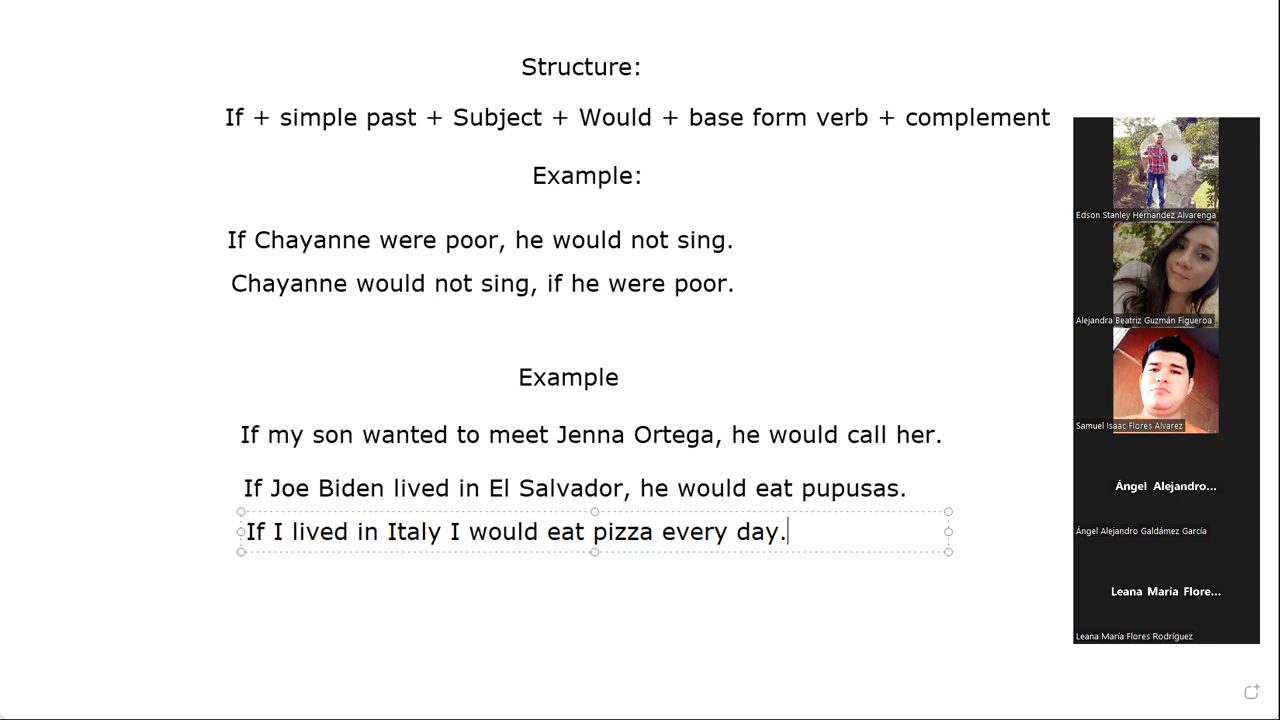 Structure:
If + simple past + Subject + Would + base form verb + complement
Example:
If Chayanne were poor, he would not sing.
Chayanne would not sing, if he were poor.
Example
If my son wanted to meet Jenna Ortega, he would call her.
If Joe Biden lived in El Salvador, he would eat pupusas.
If I lived in Italy I would eat pizza every day.
Edson Stanley Hernandez Alvarenga
Alejandra Beatriz Guzmán Figueroa
Samuel Isaac Flores Alvarez
Ángel Alejandro...
Ángel Alejandro Galdámez García
Leana María Flore...
Leana María Flores Rodríguez